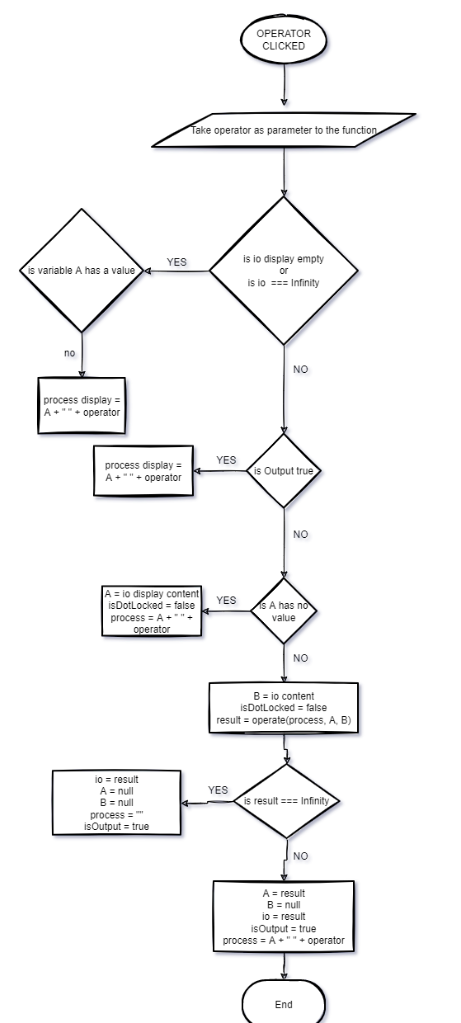 OPERATOR
CLICKED
Take operator as parameter to the function
is io display empty
or
is io === Infinity
YES
is variable A has a value
no
process display =
A + " " + operator
NO
is Output true
YES
process display =
A + " " + operator
NO
is A has no
value
YES
A = io display content
isDotLocked = false
process = A + " " +
operator
NO
B = io content
isDotLocked = false
result = operate(process, A, B)
is result === Infinity
YES
io = result
A = null
B = null
process = ""
isOutput = true
NO
A = result
B = null
io = result
isOutput = true
process = A + " " + operator
End